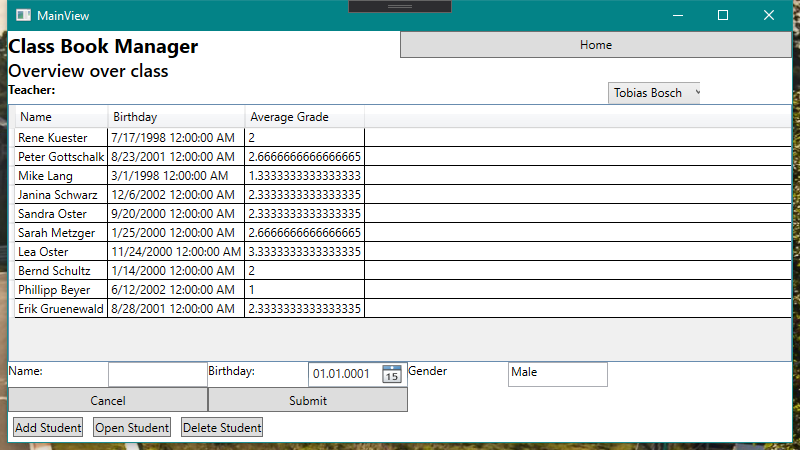 MainView
Class Book Manager
Home
Overview over class
Teacher:
Tobias Bosch
Name Birthday Average Grade
Rene Kuester 7/17/1998 12:00:00 AM 2
Peter Gottschalk 8/23/2001 12:00:00 AM 2.6666666666666665
Mike Lang 3/1/1998 12:00:00 AM 1.3333333333333333
Janina Schwarz 12/6/2002 12:00:00 AM 2.3333333333333335
Sandra Oster 9/20/2000 12:00:00 AM 2.3333333333333335
Sarah Metzger 1/25/2000 12:00:00 AM 2.6666666666666665
Lea Oster 11/24/2000 12:00:00 AM 3.3333333333333335
Bernd Schultz 1/14/2000 12:00:00 AM 2
Phillipp Beyer 6/12/2002 12:00:00 AM 1
Erik Gruenewald 8/28/2001 12:00:00 AM 2.3333333333333335
Name: Birthday: 01.01.0001 15 Gender Male
Cancel Submit
Add Student Open Student Delete Student